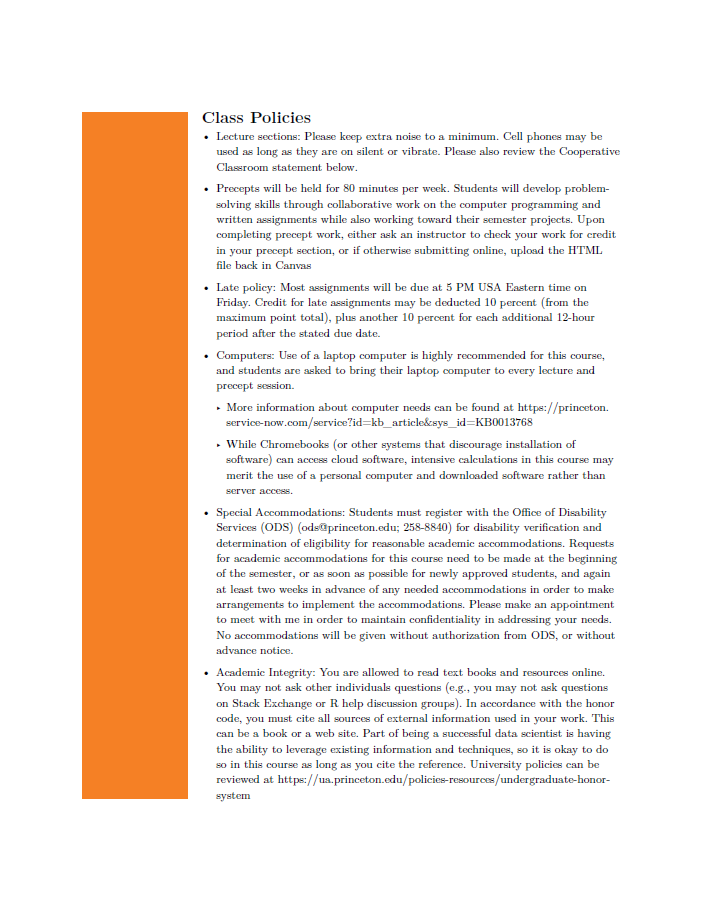 Class Policies
• Lecture sections: Please keep extra noise to a minimum. Cell phones may be
used as long as they are on silent or vibrate. Please also review the Cooperative
Classroom statement below.
• Precepts will be held for 80 minutes per week. Students will develop problem-
solving skills through collaborative work on the computer programming and
written assignments while also working toward their semester projects. Upon
completing precept work, either ask an instructor to check your work for credit
in your precept section, or if otherwise submitting online, upload the HTML
file back in Canvas
• Late policy: Most assignments will be due at 5 PM USA Eastern time on
Friday. Credit for late assignments may be deducted 10 percent (from the
maximum point total), plus another 10 percent for each additional 12-hour
period after the stated due date.
• Computers: Use of a laptop computer is highly recommended for this course,
and students are asked to bring their laptop computer to every lecture and
precept session.
‣ More information about computer needs can be found at https://princeton.
service-now.com/service?id=kb_article&sys_id=KB0013768
‣ While Chromebooks (or other systems that discourage installation of
software) can access cloud software, intensive calculations in this course may
merit the use of a personal computer and downloaded software rather than
server access.
• Special Accommodations: Students must register with the Office of Disability
Services (ODS) (ods@princeton.edu; 258-8840) for disability verification and
determination of eligibility for reasonable academic accommodations. Requests
for academic accommodations for this course need to be made at the beginning
of the semester, or as soon as possible for newly approved students, and again
at least two weeks in advance of any needed accommodations in order to make
arrangements to implement the accommodations. Please make an appointment
to meet with me in order to maintain confidentiality in addressing your needs.
No accommodations will be given without authorization from ODS, or without
advance notice.
• Academic Integrity: You are allowed to read text books and resources online.
You may not ask other individuals questions (e.g., you may not ask questions
on Stack Exchange or R help discussion groups). In accordance with the honor
code, you must cite all sources of external information used in your work. This
can be a book or a web site. Part of being a successful data scientist is having
the ability to leverage existing information and techniques, so it is okay to do
so in this course as long as you cite the reference. University policies can be
reviewed at https://ua.princeton.edu/policies-resources/undergraduate-honor-
system